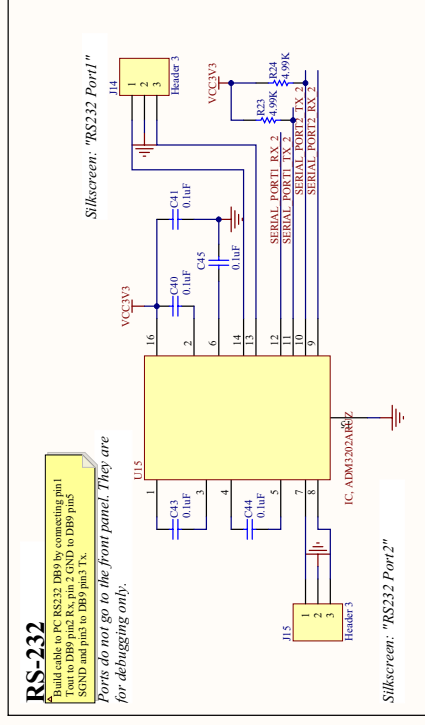 RS-232
Build cable to PC RS232 DB9 by connecting pin1
Tout to DB9 pin2 Rx, pin 2 GND to DB9 pin5
SGND and pin3 to DB9 pin3 Tx.
Ports do not go to the front panel. They are
for debugging only.
Silkscreen: "RS232 Port1"
J14
1
2
3
Header 3
VCC3V3
C40
0.1uF
C41
0.1uF
C45
0.1uF
VCC3V3
R23
4.99K
R24
4.99K
SERIAL_PORT1_RX_2
SERIAL_PORT1_TX_2
SERIAL_PORT2_TX_2
SERIAL_PORT2_RX_2
16
2
6
14
13
12
11
10
9
U15
IC, ADM3202ARUZ
1
3
4
5
7
8
C43
0.1uF
C44
0.1uF
J15
1
2
3
Header 3
Silkscreen: "RS232 Port2"